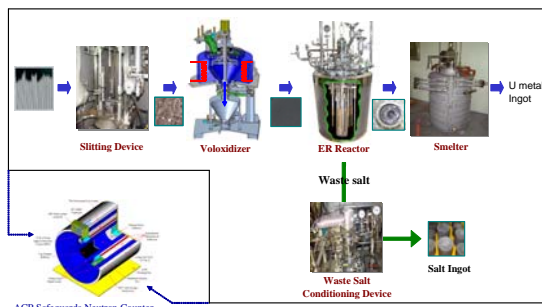 U metal
Ingot
Slitting Device
Voloxidizer
ER Reactor
Smelter
Waste salt
Waste Salt
Conditioning Device
Salt Ingot
ACP Safeguards Neutron Counter